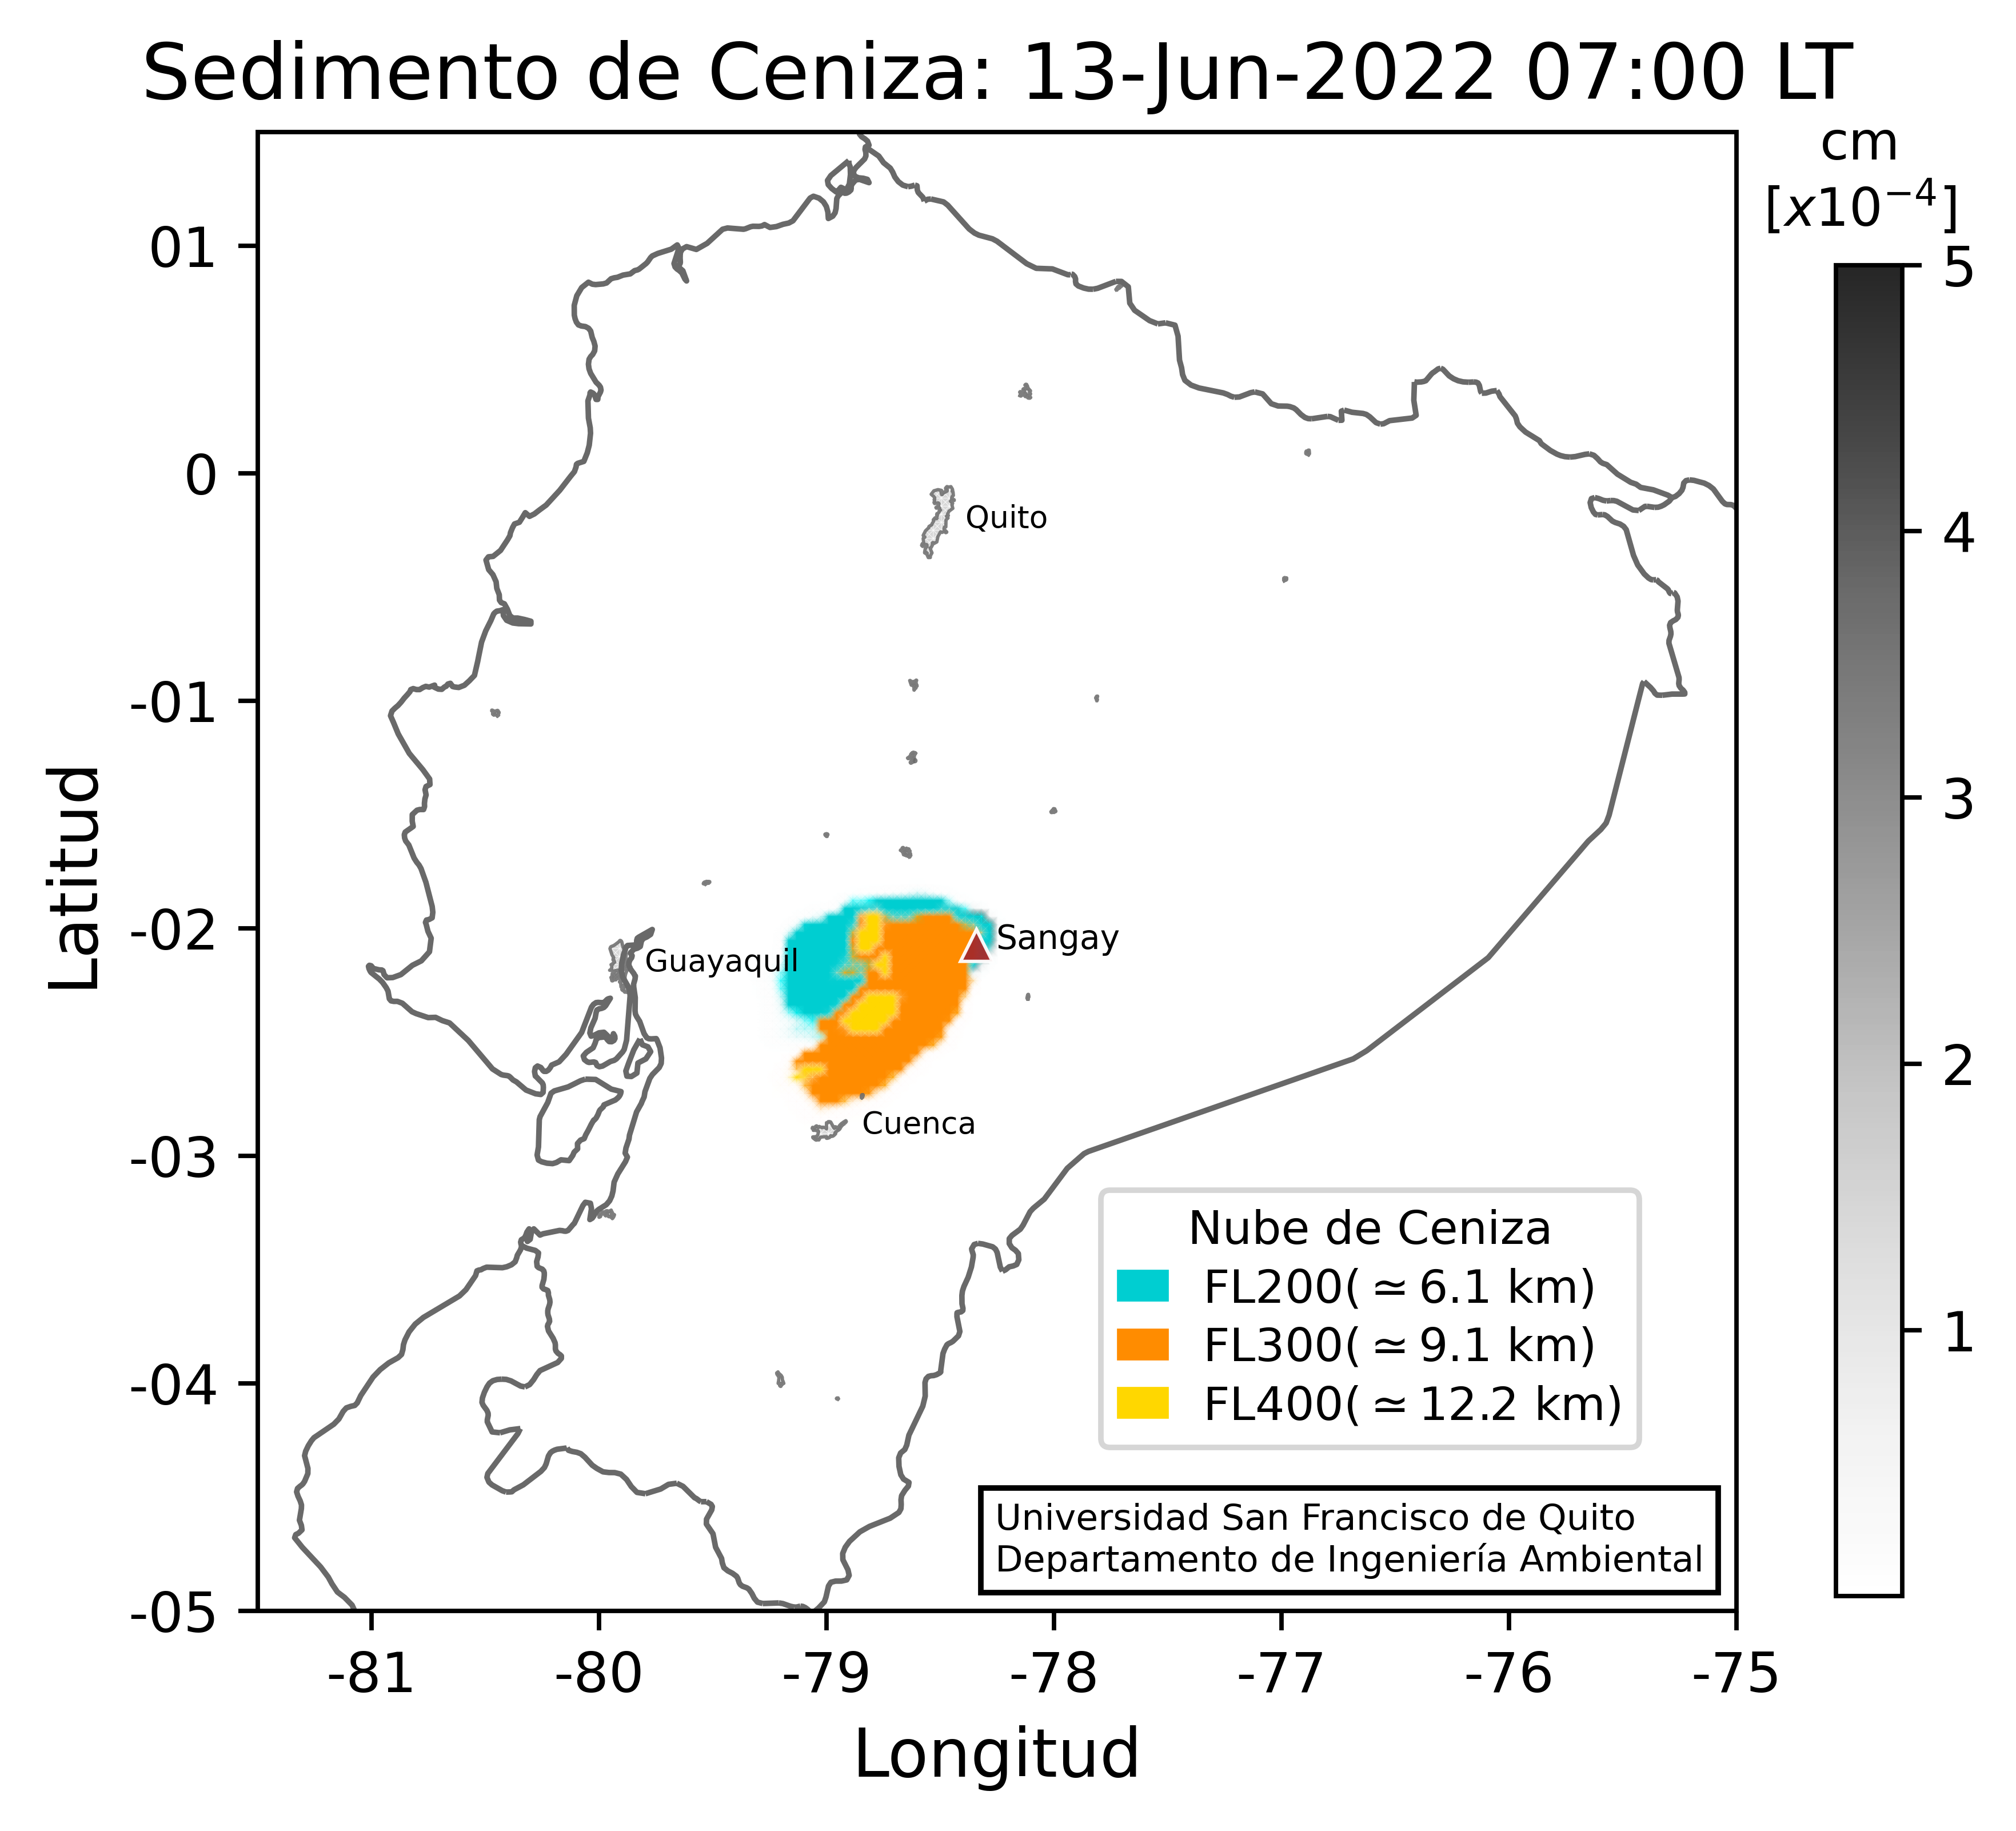 Sedimento de Ceniza: 13-Jun-2022 07:00 LT
cm
[x10⁻⁴]
5
4
3
2
1
Latitud
01
0
-01
-02
-03
-04
-05
Quito
Sangay
Guayaquil
Cuenca
Nube de Ceniza
FL200( ≃ 6.1 km)
FL300( ≃ 9.1 km)
FL400( ≃ 12.2 km)
Universidad San Francisco de Quito
Departamento de Ingeniería Ambiental
-81 -80 -79 -78 -77 -76 -75
Longitud